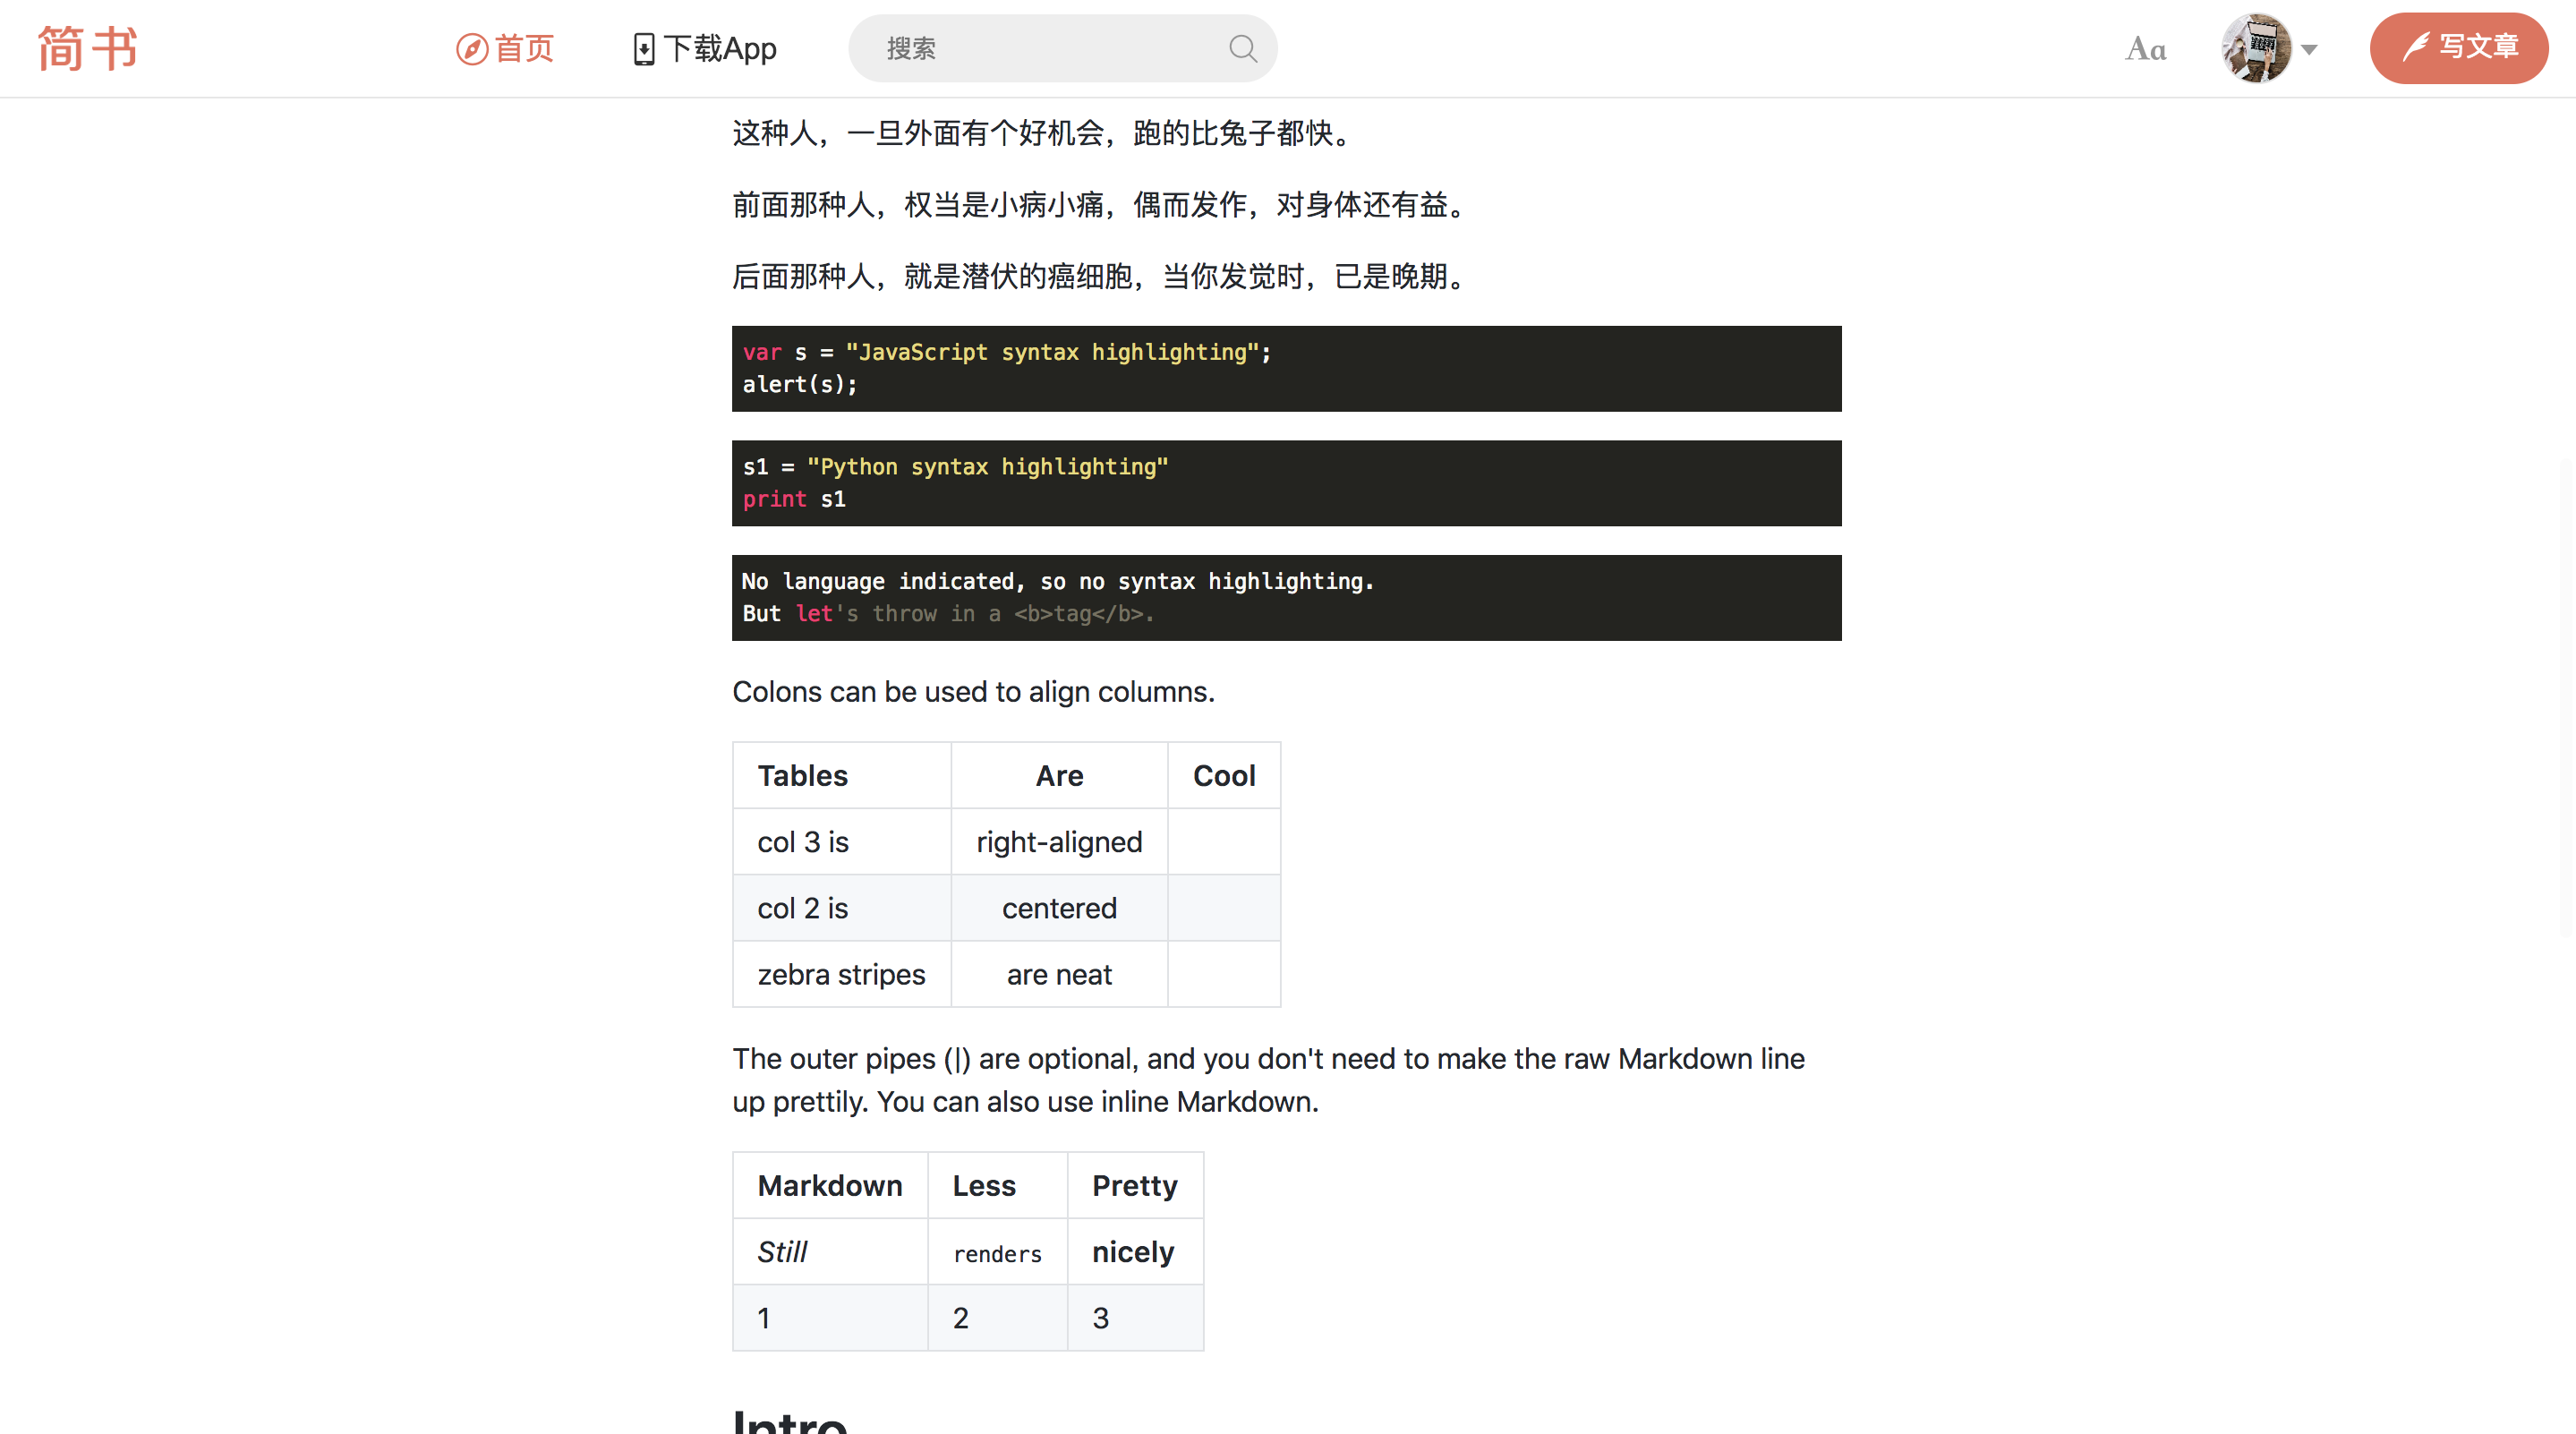 简书
首页
下载App
搜索
Aa
写文章
这种人，一旦外面有个好机会，跑的比兔子都快。
前面那种人，权当是小病小痛，偶而发作，对身体还有益。
后面那种人，就是潜伏的癌细胞，当你发觉时，已是晚期。
var s = "JavaScript syntax highlighting";
alert(s);
s1 = "Python syntax highlighting"
print s1
No language indicated, so no syntax highlighting.
But let's throw in a <b>tag</b>.
Colons can be used to align columns.
Tables Are Cool
col 3 is right-aligned
col 2 is centered
zebra stripes are neat
The outer pipes (|) are optional, and you don't need to make the raw Markdown line
up prettily. You can also use inline Markdown.
Markdown Less Pretty
Still renders nicely
1 2 3
Intro